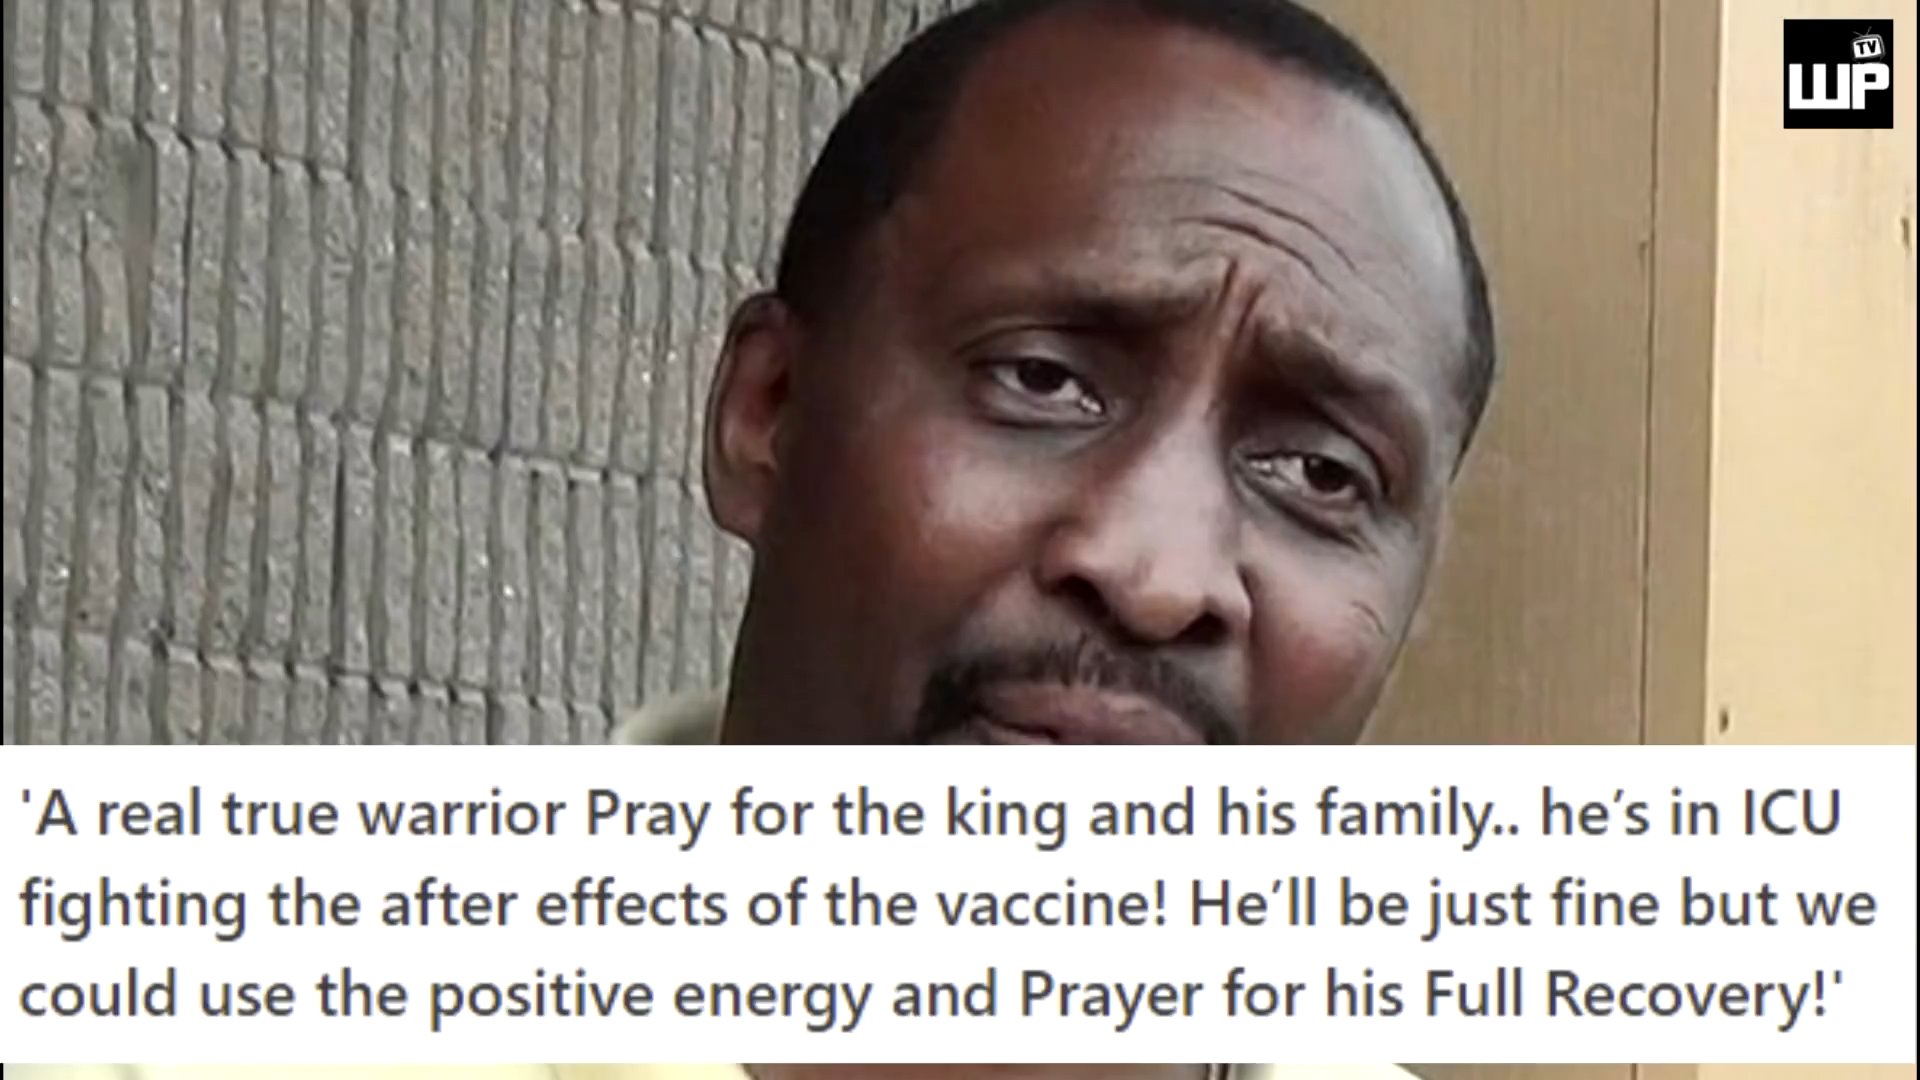 TV
WP
'A real true warrior Pray for the king and his family.. he’s in ICU
fighting the after effects of the vaccine! He’ll be just fine but we
could use the positive energy and Prayer for his Full Recovery!'